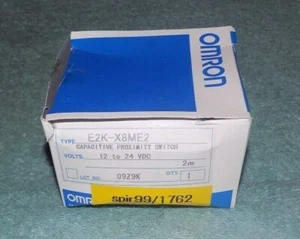 omron
TYPE E2K-X8ME2
CAPACITIVE PROXIMITY SWITCH
VOLTS. 12 to 24 VDC
2m
LOT NO. 09Z9K QTY. 1
omron
spir99/1762